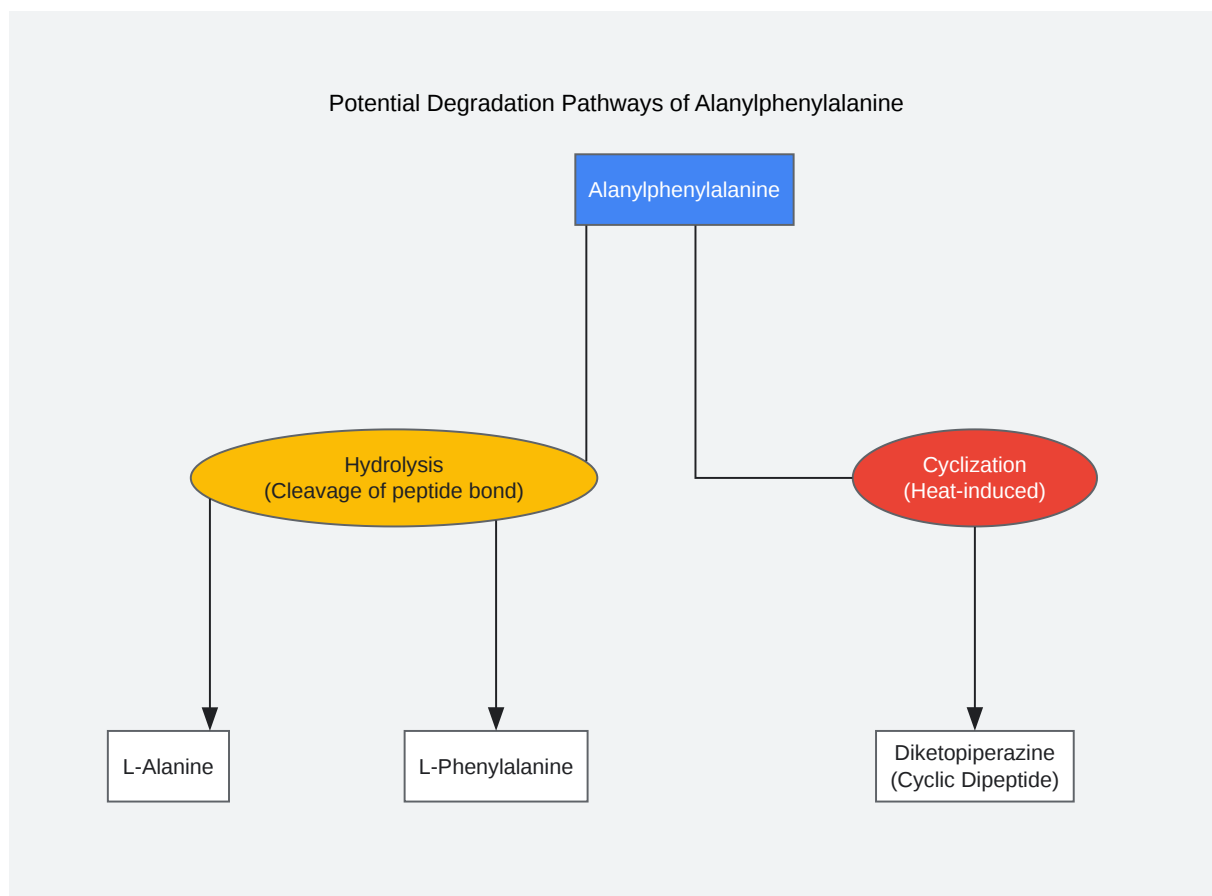 Potential Degradation Pathways of Alanylphenylalanine
Alanylphenylalanine
Hydrolysis
(Cleavage of peptide bond)
Cyclization
(Heat-induced)
L-Alanine
L-Phenylalanine
Diketopiperazine
(Cyclic Dipeptide)